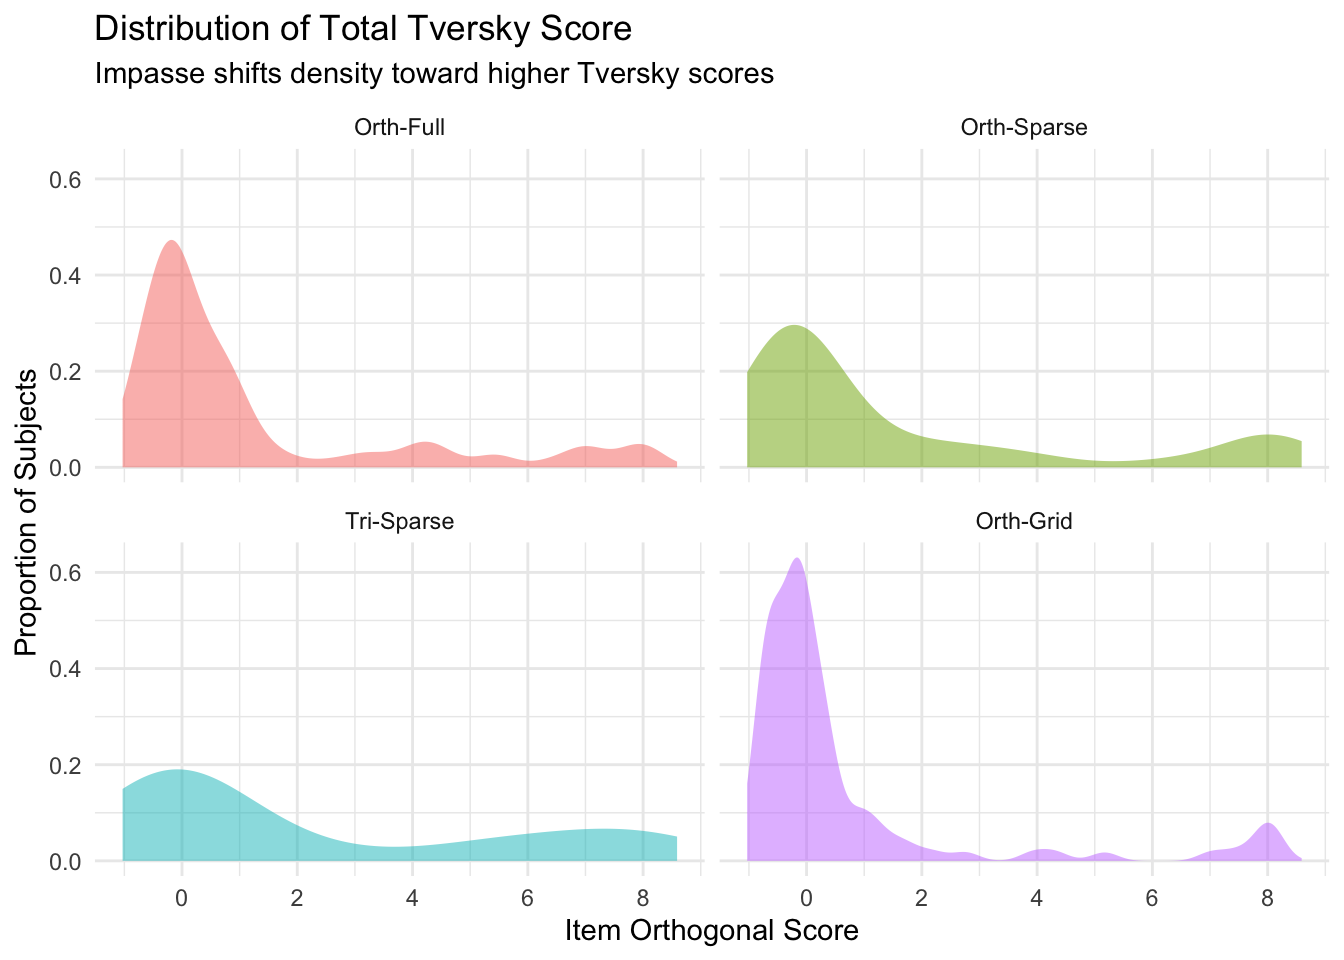 Distribution of Total Tversky Score
Impasse shifts density toward higher Tversky scores
Orth-Full
Orth-Sparse
0.6
0.4
0.2
0.0
Tri-Sparse
Orth-Grid
0.6
0.4
0.2
0.0
Proportion of Subjects
0 2 4 6 8
0 2 4 6 8
Item Orthogonal Score